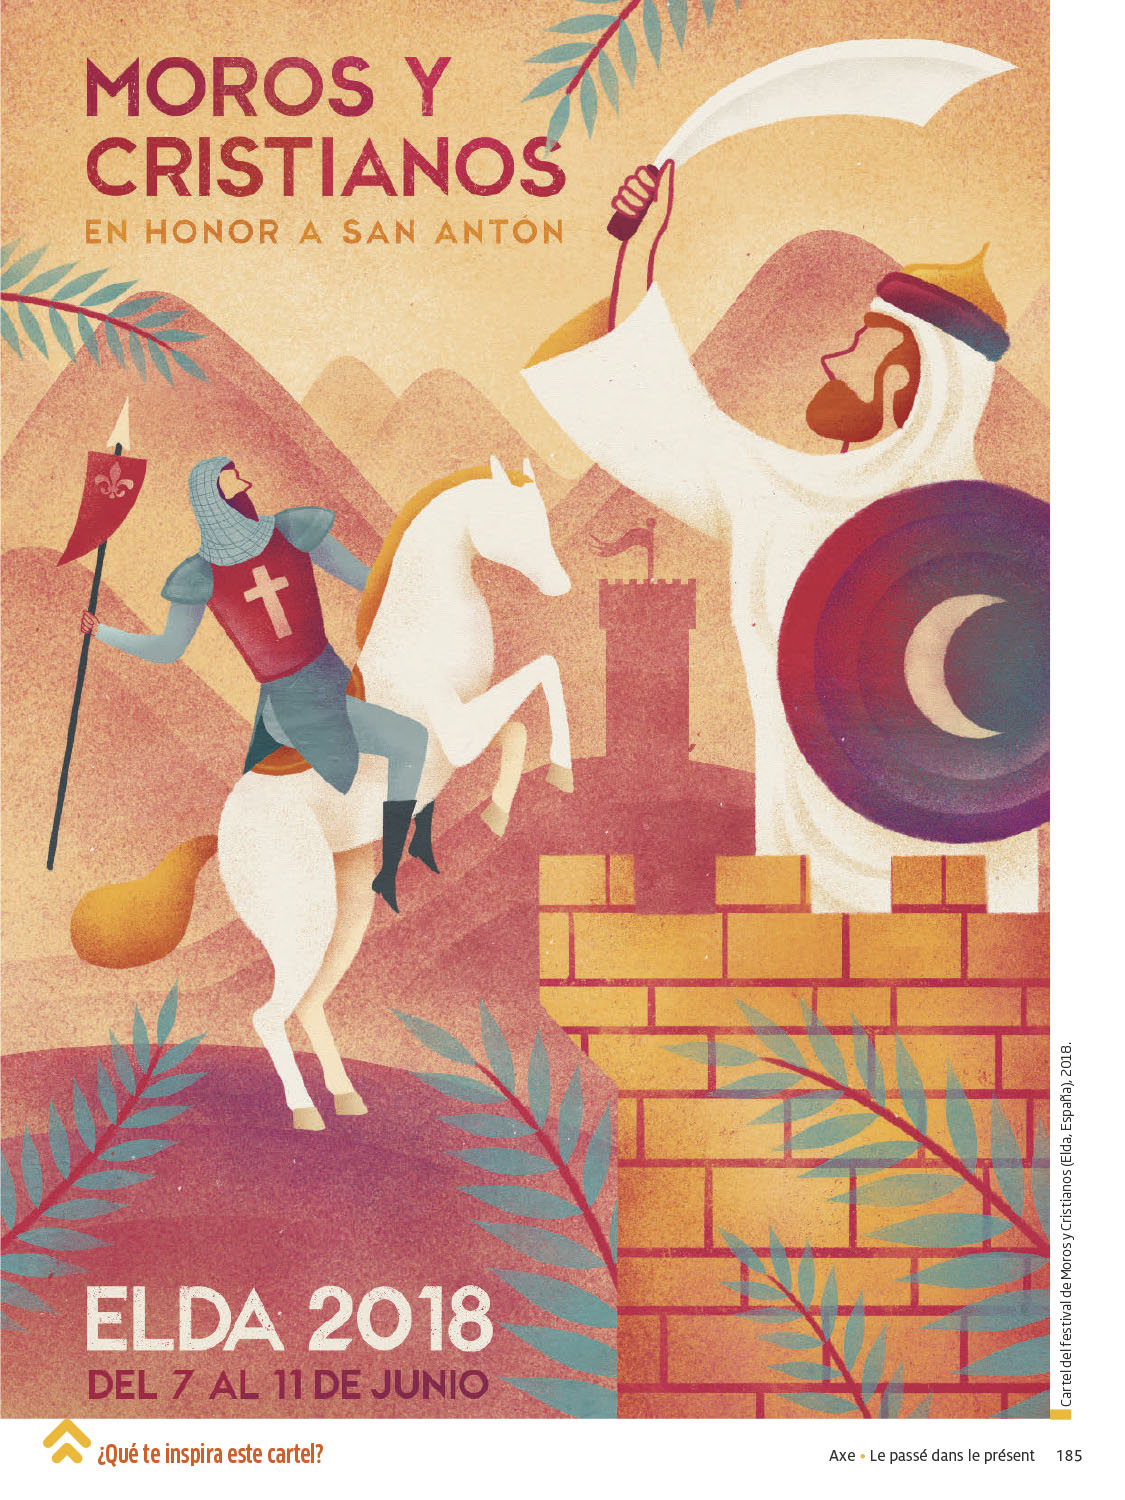 MOROS Y
CRISTIANOS
EN HONOR A SAN ANTÓN
ELDA 2018
DEL 7 AL 11 DE JUNIO
Cartel del festival de Moros y Cristianos (Elda, España), 2018.
¿Qué te inspira este cartel?
Axe • Le passé dans le présent 185